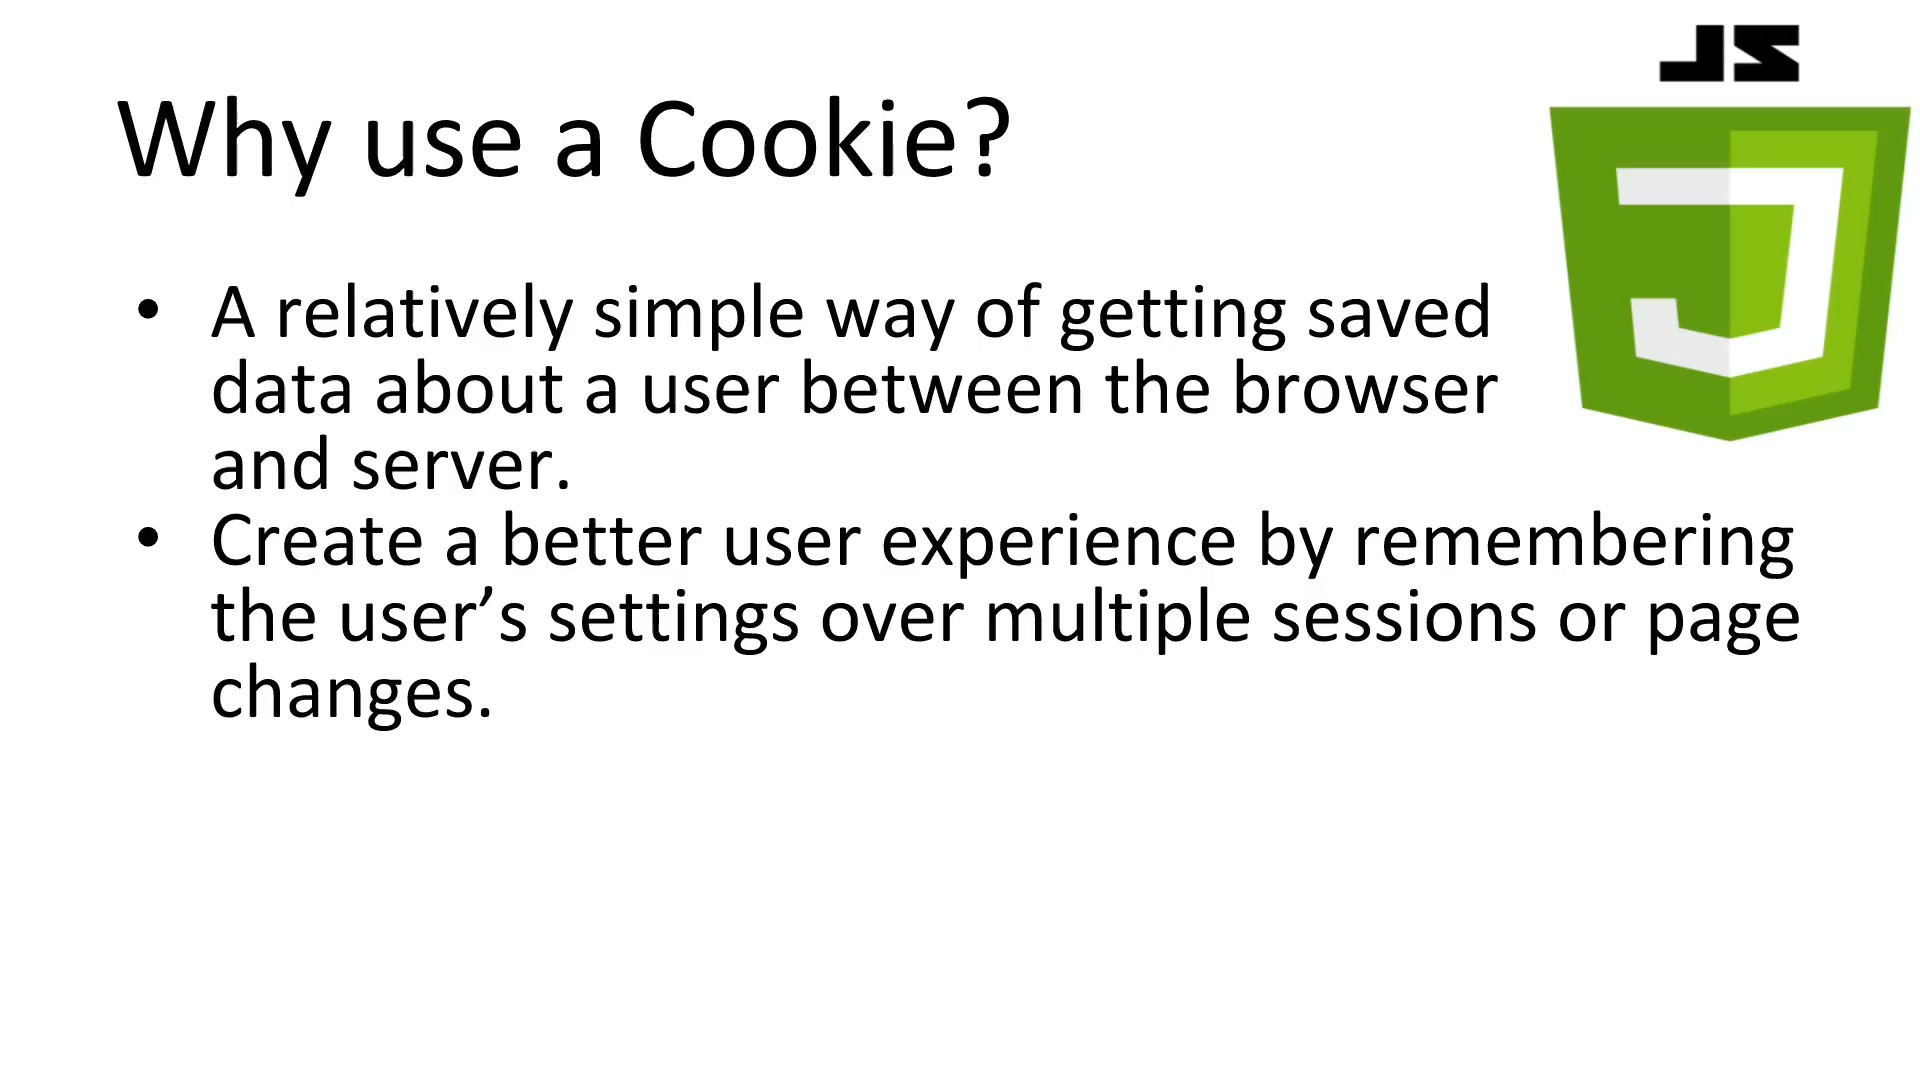 JS
Why use a Cookie?
• A relatively simple way of getting saved
data about a user between the browser
and server.
• Create a better user experience by remembering
the user’s settings over multiple sessions or page
changes.